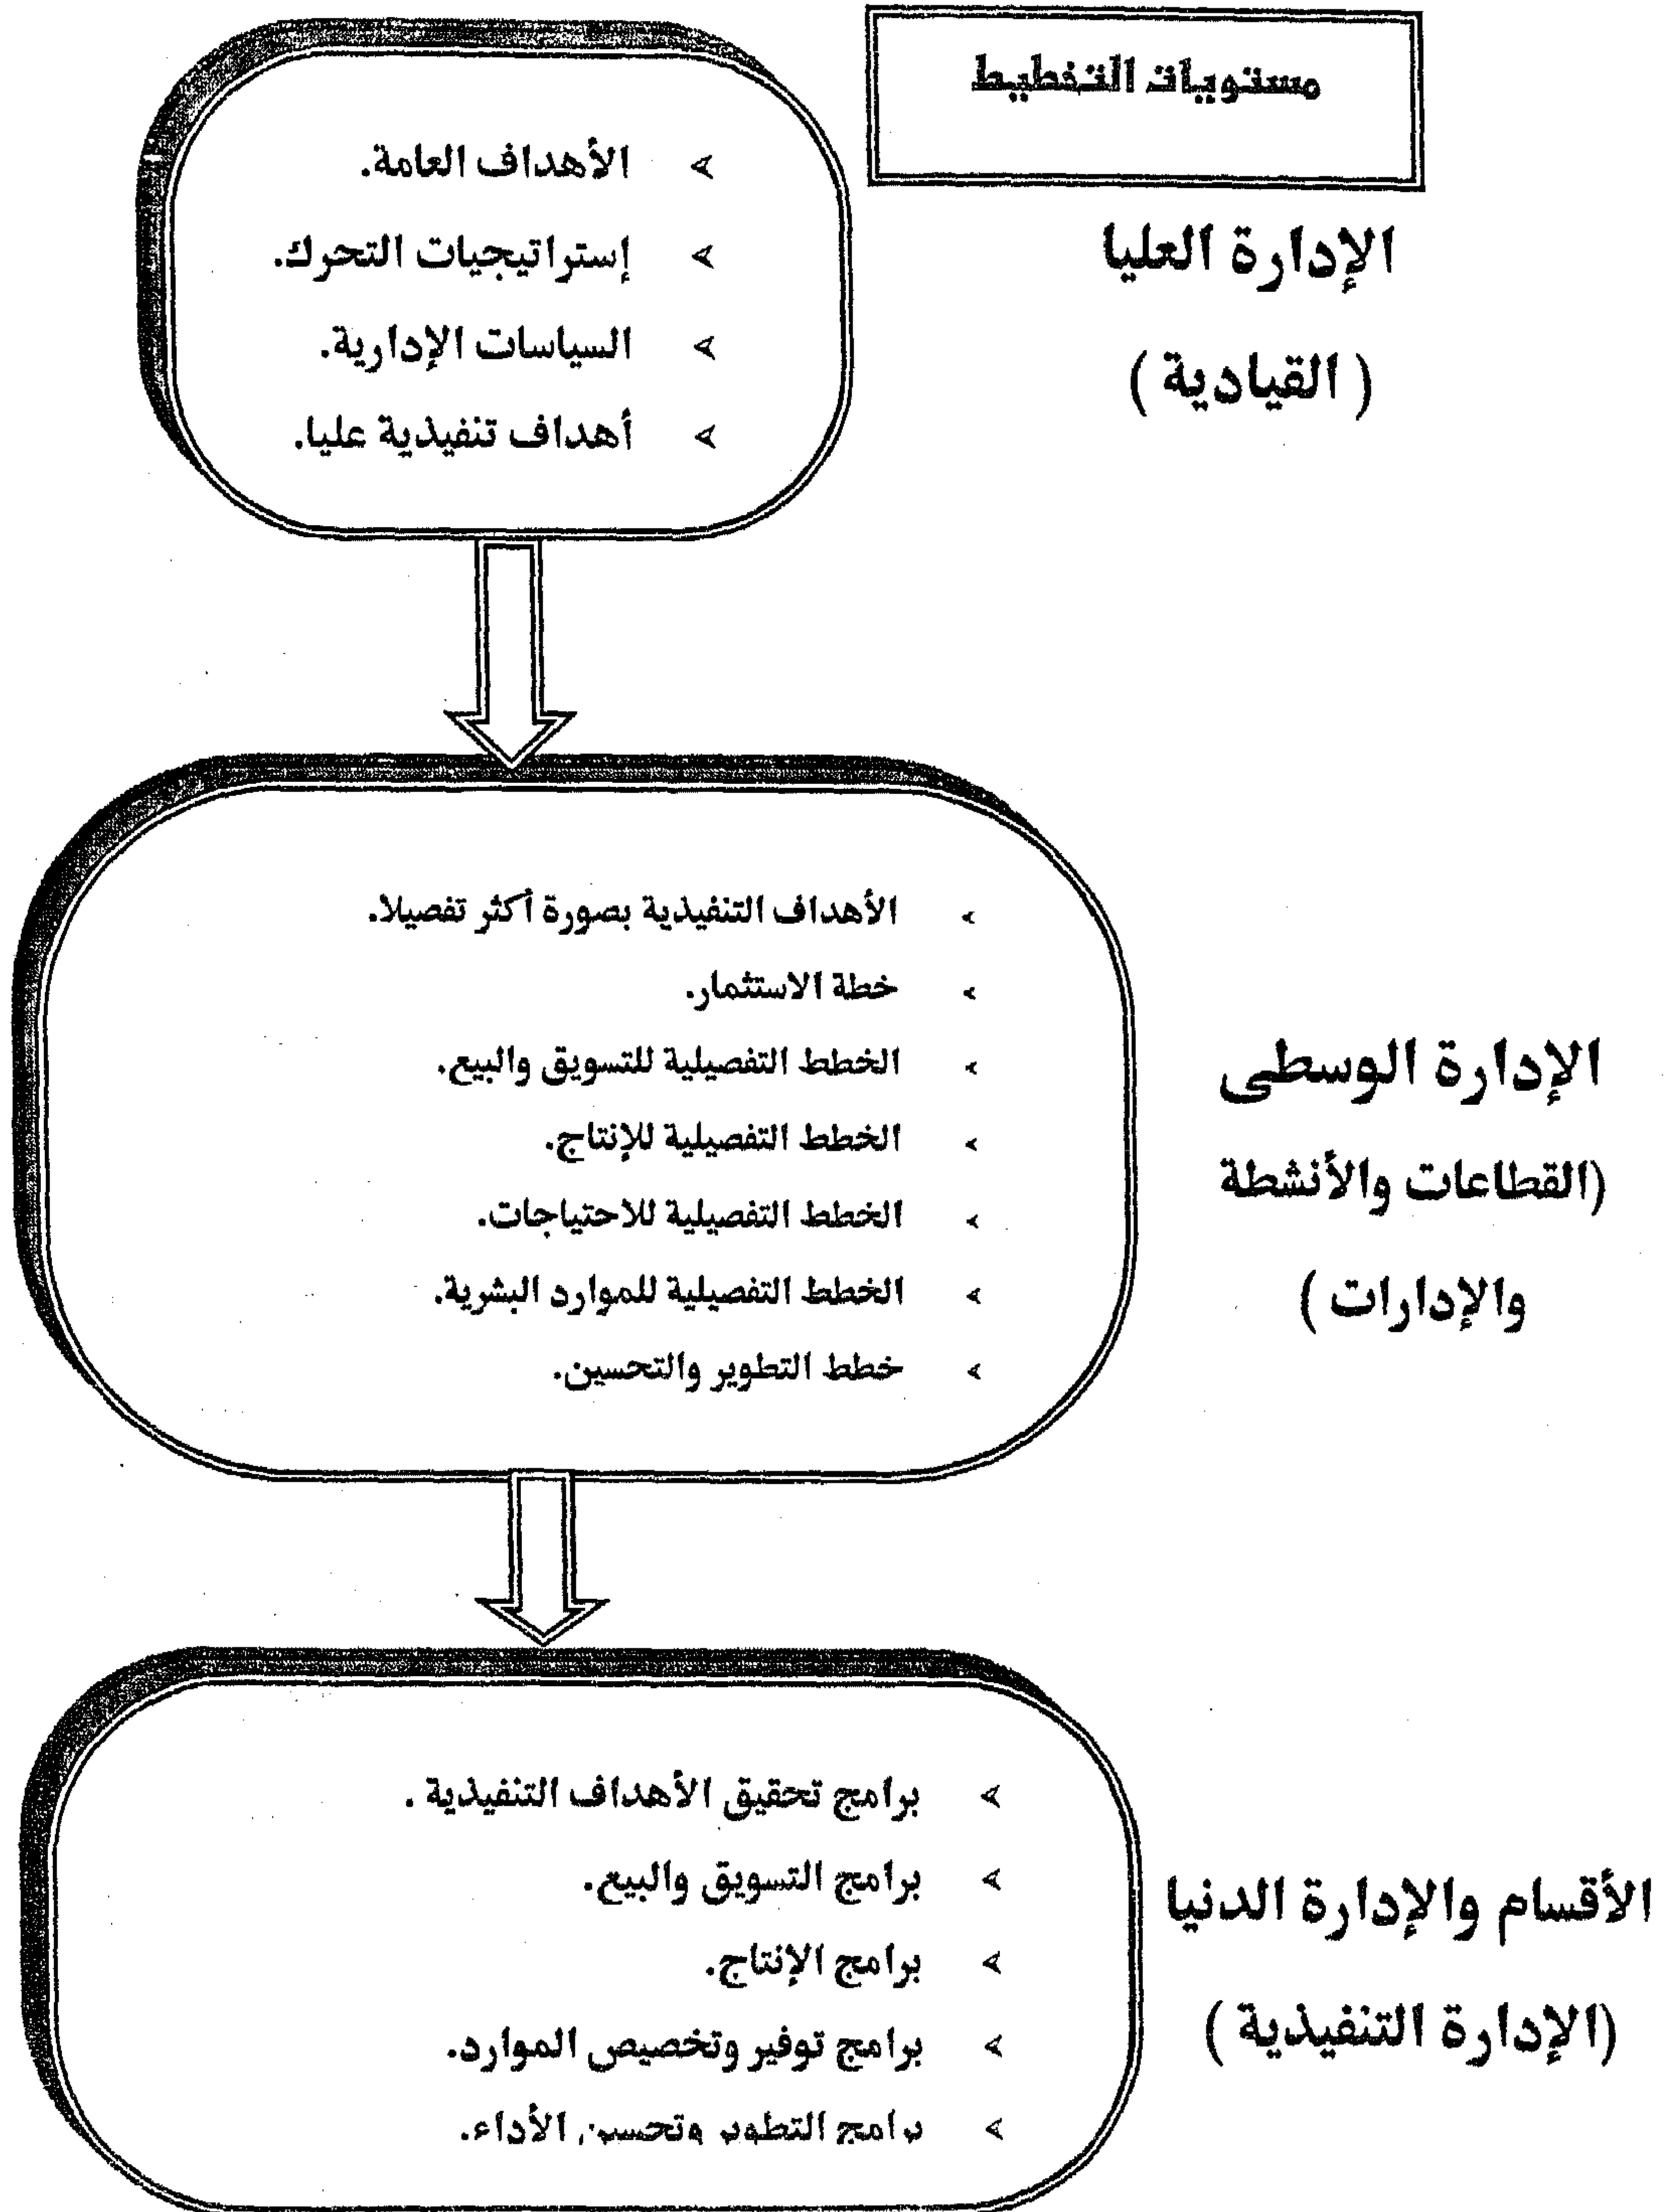 مستويات التخطيط
الإدارة العليا
( القيادية )
➢ الأهداف العامة.
➢ إستراتيجيات التحرك.
➢ السياسات الإدارية.
➢ أهداف تنفيذية عليا.
الإدارة الوسطى
(القطاعات والأنشطة
والإدارات )
➢ الأهداف التنفيذية بصورة أكثر تفصيلا.
➢ خطة الاستثمار.
➢ الخطط التفصيلية للتسويق والبيع.
➢ الخطط التفصيلية للإنتاج.
➢ الخطط التفصيلية للاحتياجات.
➢ الخطط التفصيلية للموارد البشرية.
➢ خطط التطوير والتحسين.
الأقسام والإدارة الدنيا
(الإدارة التنفيذية )
➢ برامج تحقيق الأهداف التنفيذية .
➢ برامج التسويق والبيع.
➢ برامج الإنتاج.
➢ برامج توفير وتخصيص الموارد.
➢ برامج التطوير وتحسين الأداء.